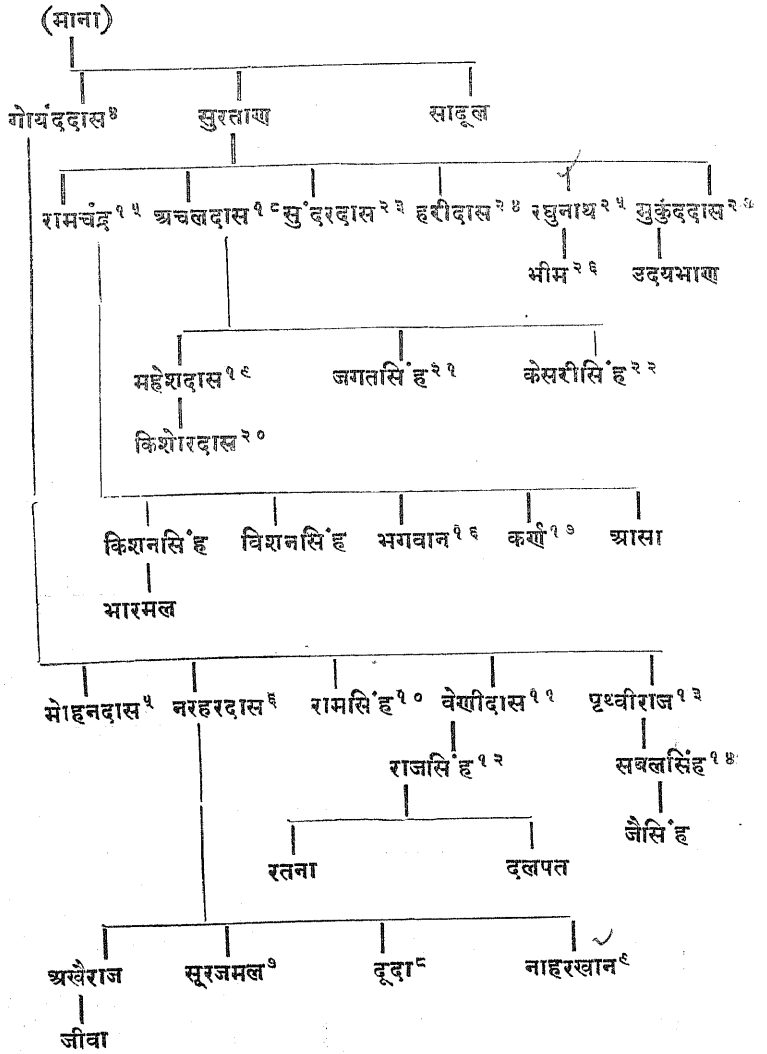 (माना)
गोयंददास४ सुरताण सादूल
रामचंद्र१५ अचलदास१८ सुंदरदास२३ हरीदास२४ रघुनाथ२५ मुकुंददास२७
भीम२६ उदयभाण
महेशदास१९ जगतसिंह२१ केसरीसिंह२२
किशोरदास२०
किशनसिंह विशनसिंह भगवान१६ कर्ण१७ आसा
भारमल
मोहनदास५ नरहरदास६ रामसिंह१० वेणीदास११ पृथ्वीराज१३
राजसिंह१२ सबलसिंह१४
जैसिंह
रतना दलपत
अखैराज सूरजमल७ दूदा८ नाहरखान९
जीवा